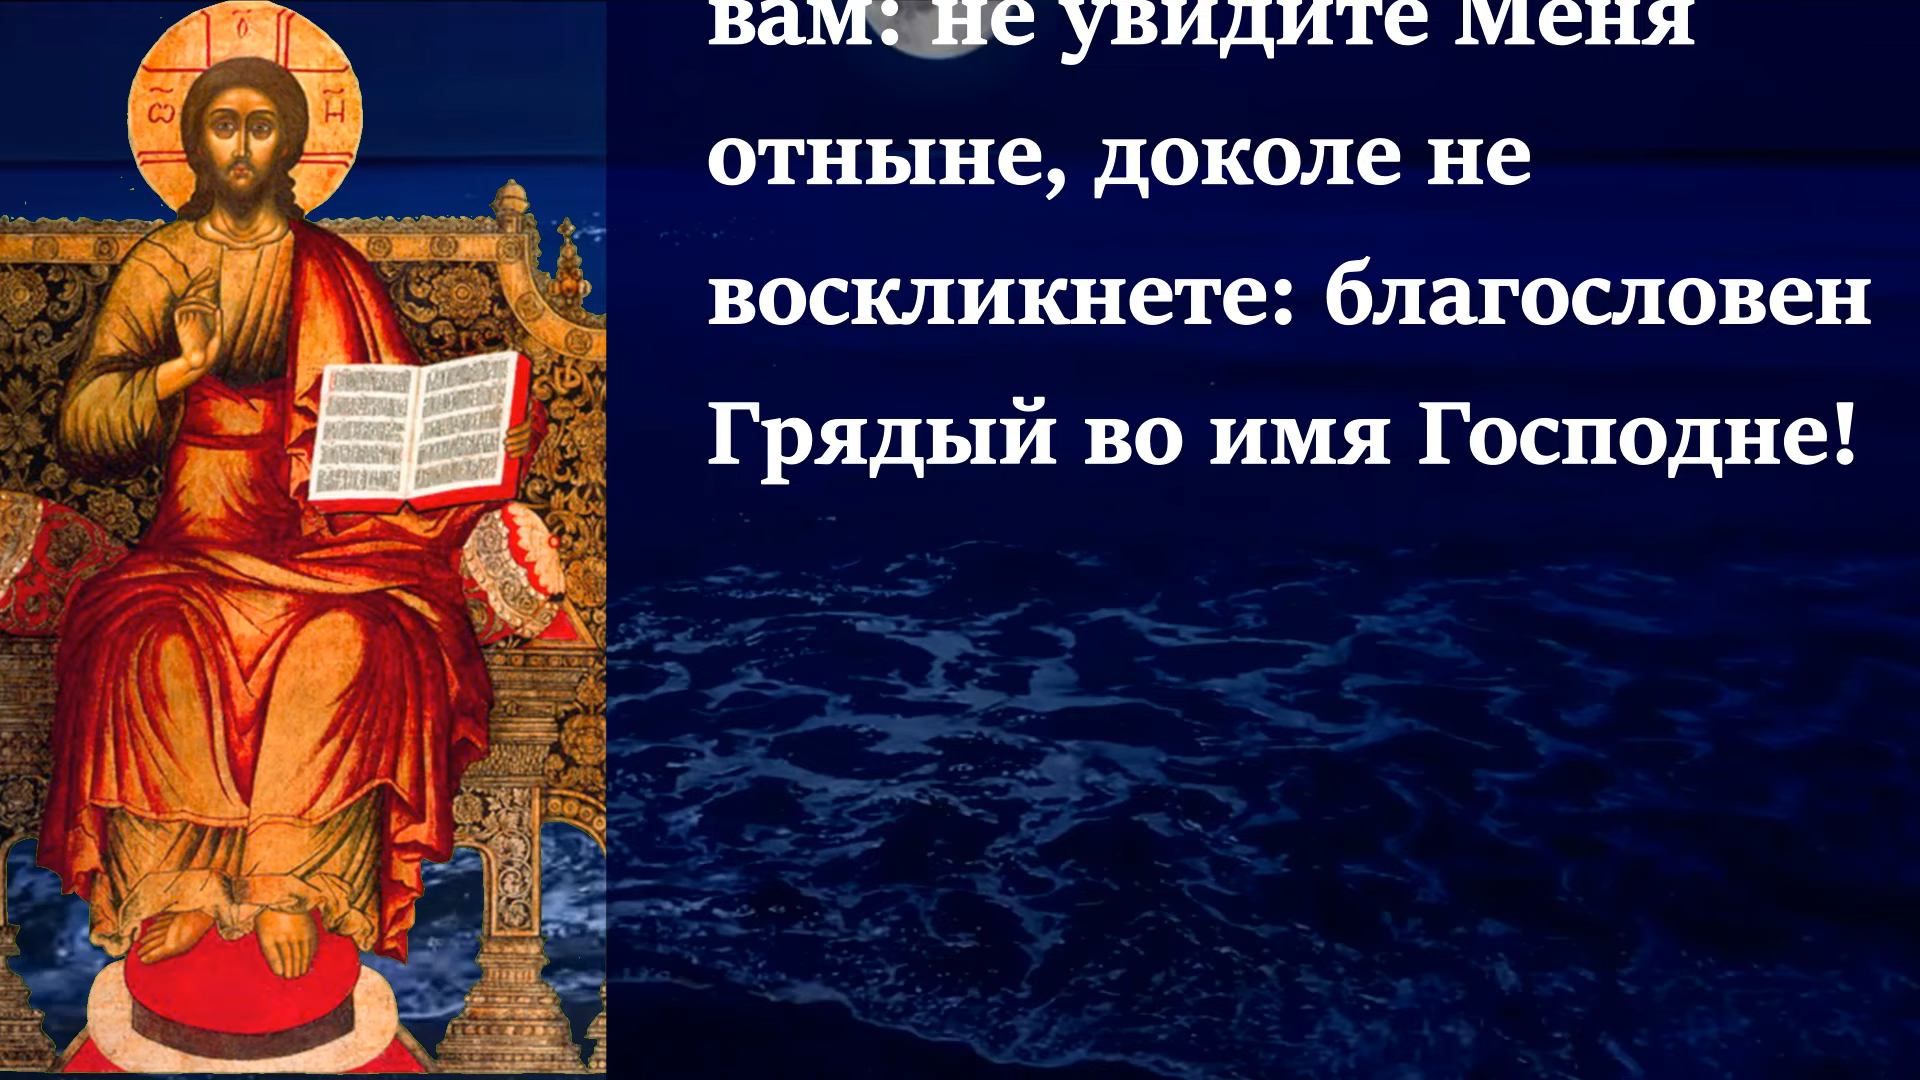 ὁ
ω Η
вам: не увидите Меня
отныне, доколе не
воскликнете: благословен
Грядый во имя Господне!